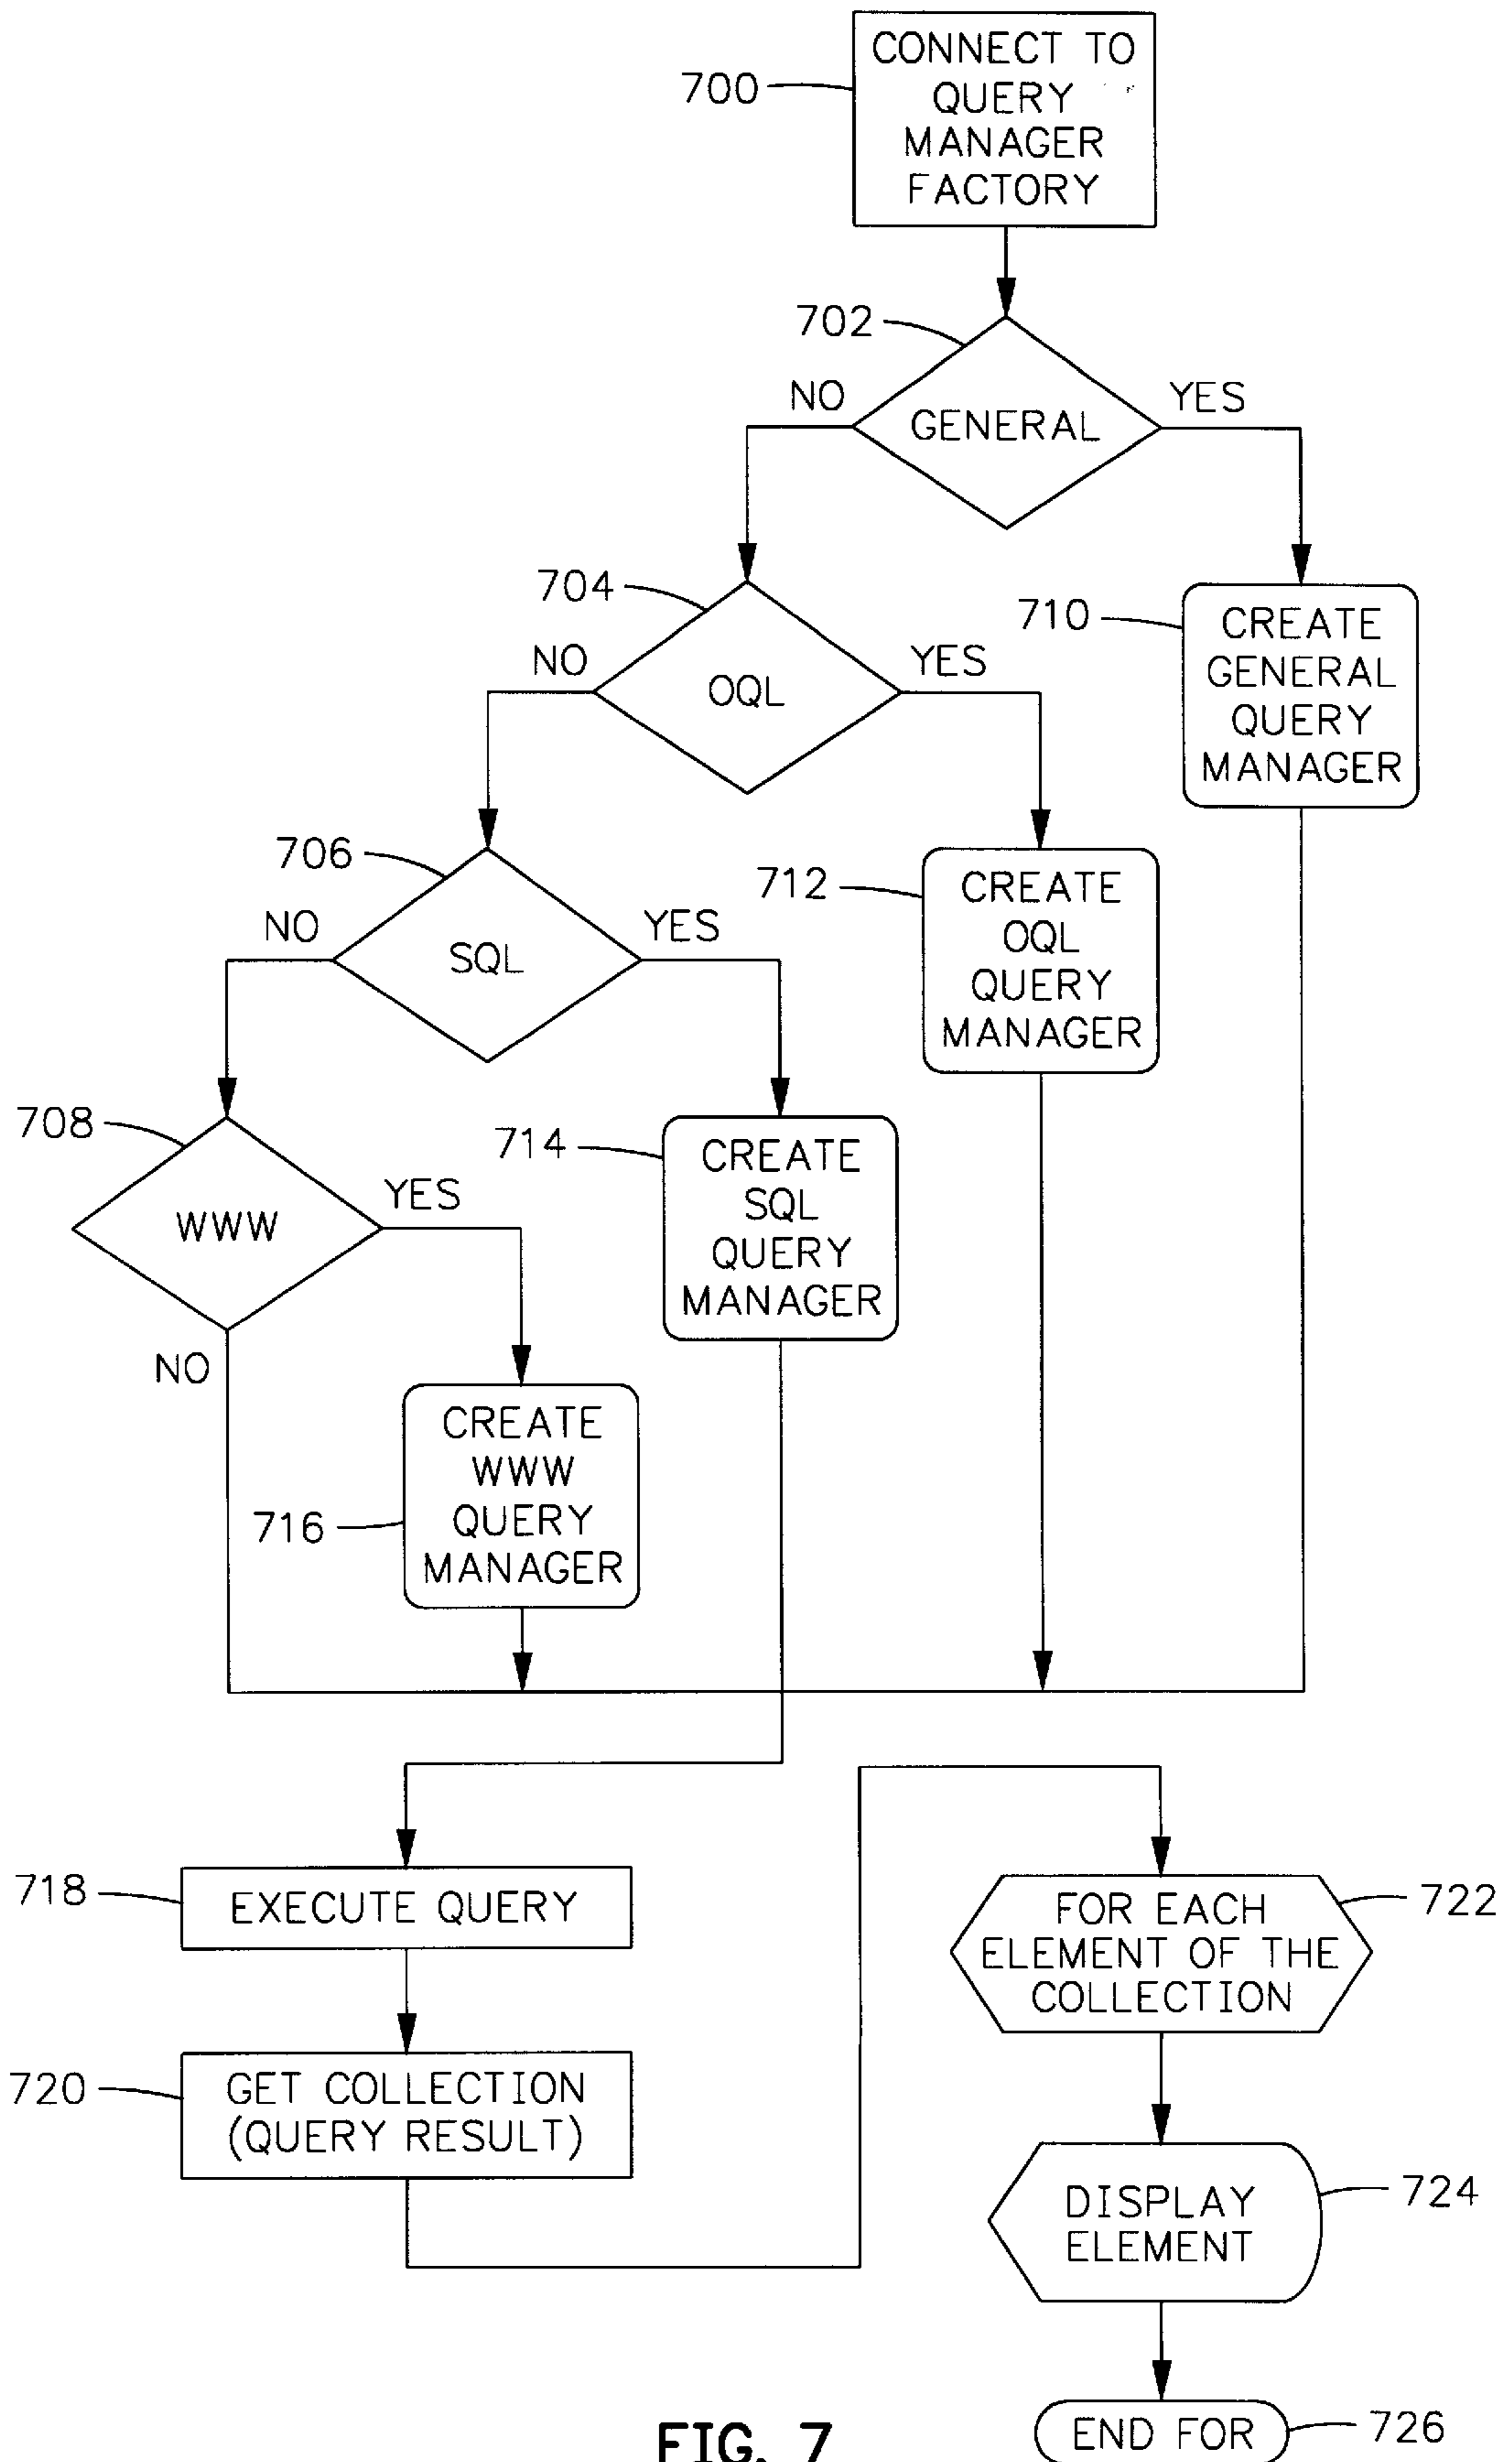 700
CONNECT TO
QUERY
MANAGER
FACTORY
702
NO
GENERAL
YES
704
NO
OQL
YES
710
CREATE
GENERAL
QUERY
MANAGER
706
NO
SQL
YES
712
CREATE
OQL
QUERY
MANAGER
708
WWW
YES
NO
714
CREATE
SQL
QUERY
MANAGER
716
CREATE
WWW
QUERY
MANAGER
718
EXECUTE QUERY
720
GET COLLECTION
(QUERY RESULT)
FOR EACH
ELEMENT OF THE
COLLECTION
722
DISPLAY
ELEMENT
724
END FOR
726
FIG. 7